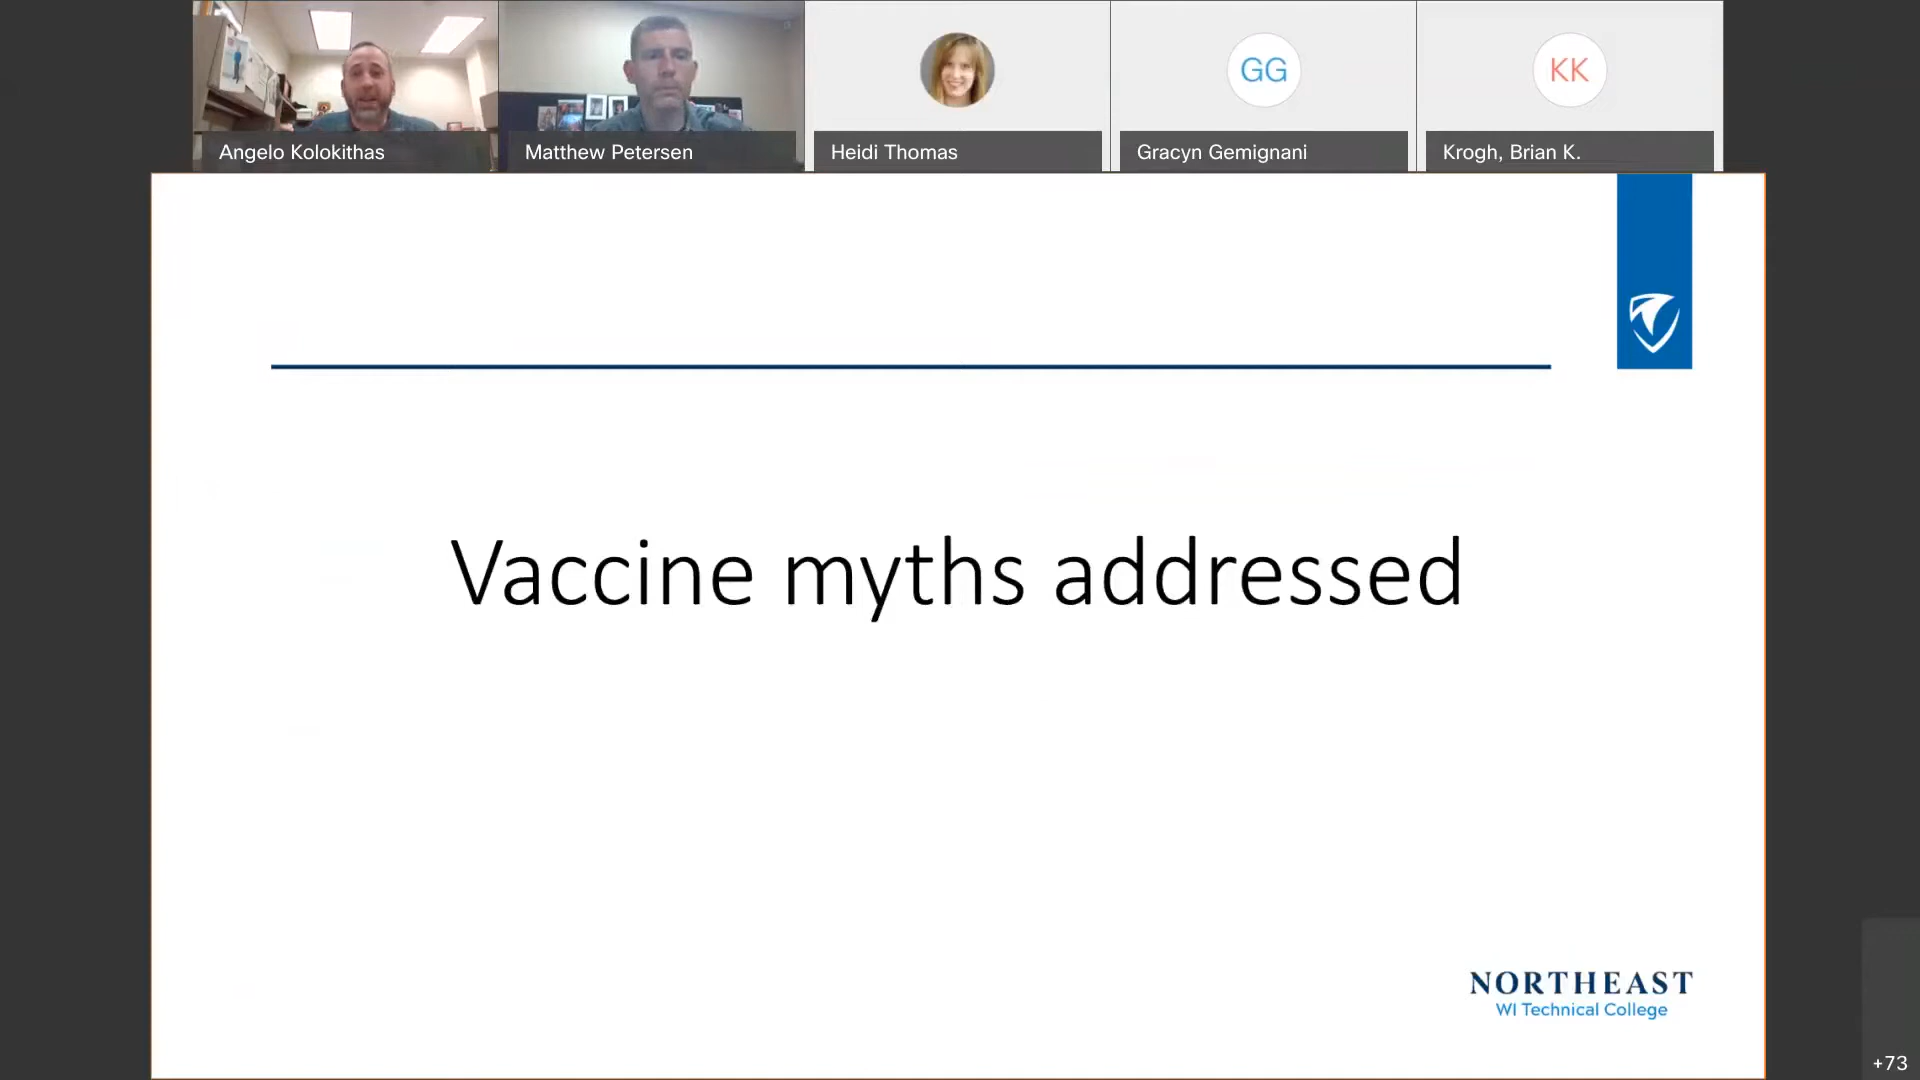 Angelo Kolokithas
Matthew Petersen
Heidi Thomas
GG
Gracyn Gemignani
KK
Krogh, Brian K.
Vaccine myths addressed
NORTHEAST
WI Technical College
+73